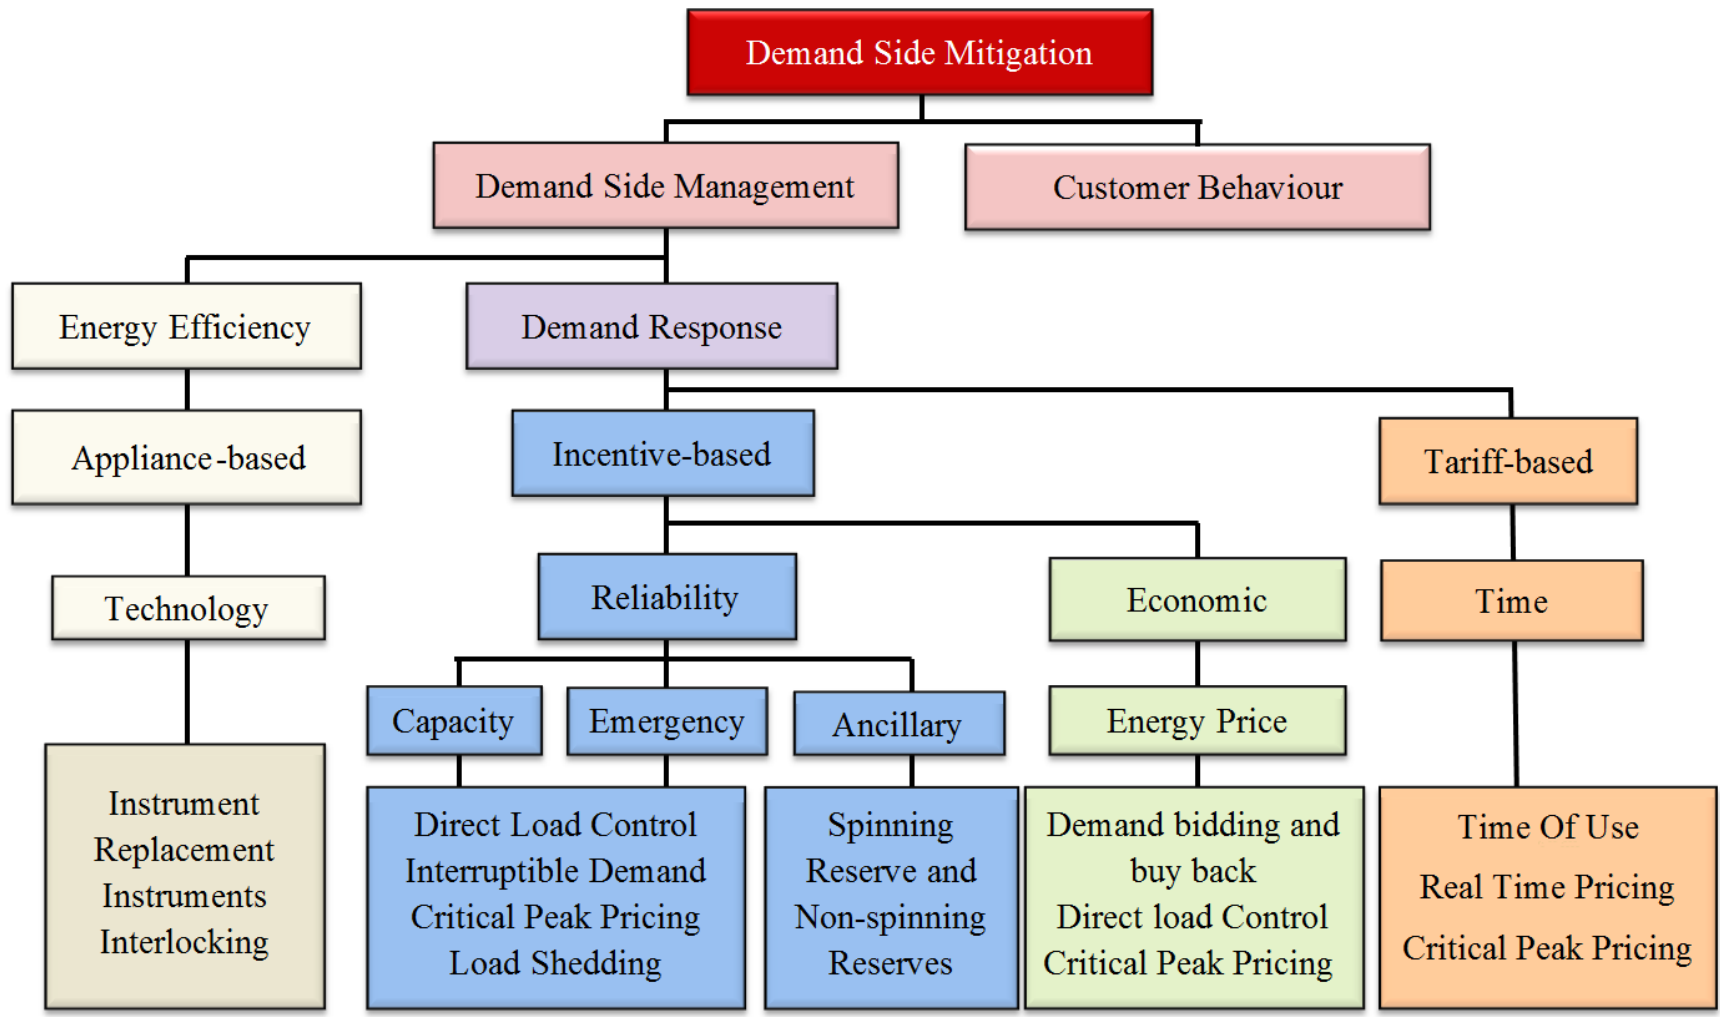 Demand Side Mitigation
Demand Side Management
Customer Behaviour
Energy Efficiency
Demand Response
Appliance-based
Incentive-based
Tariff-based
Technology
Reliability
Economic
Time
Capacity
Emergency
Ancillary
Energy Price
Instrument
Replacement
Instruments
Interlocking
Direct Load Control
Interruptible Demand
Critical Peak Pricing
Load Shedding
Spinning
Reserve and
Non-spinning
Reserves
Demand bidding and
buy back
Direct load Control
Critical Peak Pricing
Time Of Use
Real Time Pricing
Critical Peak Pricing